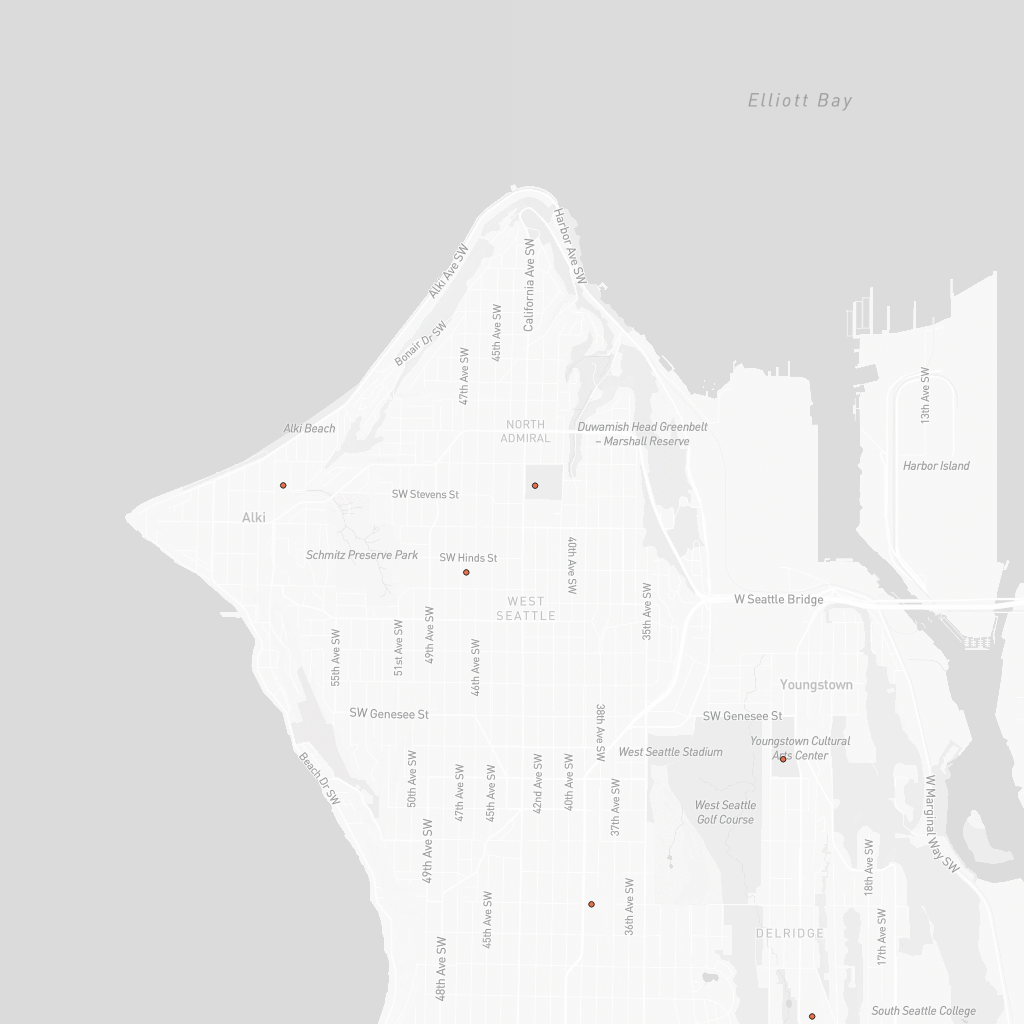 Elliott Bay
Harbor Ave SW
Alki Ave SW
California Ave SW
45th Ave SW
Bonair Dr SW
47th Ave SW
13th Ave SW
Alki Beach
NORTH
ADMIRAL
Duwamish Head Greenbelt
– Marshall Reserve
Harbor Island
SW Stevens St
Alki
Schmitz Preserve Park
SW Hinds St
40th Ave SW
WEST
SEATTLE
35th Ave SW
W Seattle Bridge
55th Ave SW
51st Ave SW
49th Ave SW
46th Ave SW
Youngstown
SW Genesee St
38th Ave SW
SW Genesee St
West Seattle Stadium
Youngstown Cultural
Arts Center
Beach Dr SW
50th Ave SW
47th Ave SW
45th Ave SW
42nd Ave SW
40th Ave SW
37th Ave SW
West Seattle
Golf Course
W Marginal Way SW
49th Ave SW
18th Ave SW
45th Ave SW
36th Ave SW
DELRIDGE
17th Ave SW
48th Ave SW
South Seattle College